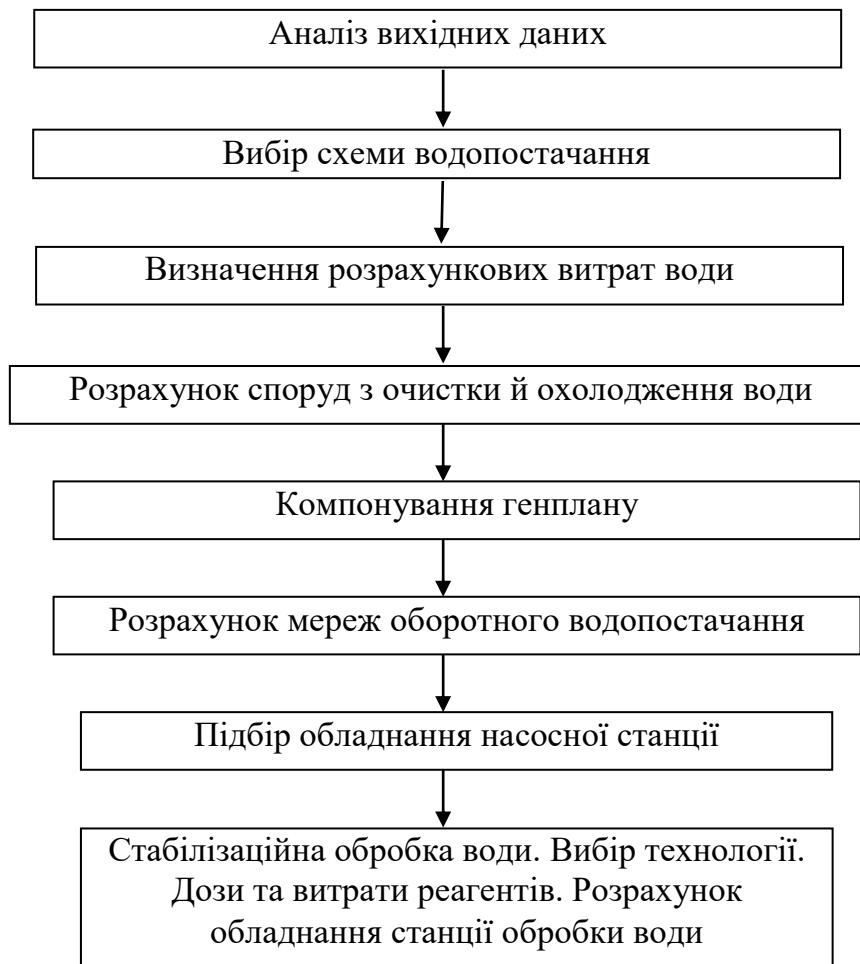 Аналіз вихідних даних
Вибір схеми водопостачання
Визначення розрахункових витрат води
Розрахунок споруд з очистки й охолодження води
Компонування генплану
Розрахунок мереж оборотного водопостачання
Підбір обладнання насосної станції
Стабілізаційна обробка води. Вибір технології.
Дози та витрати реагентів. Розрахунок
обладнання станції обробки води